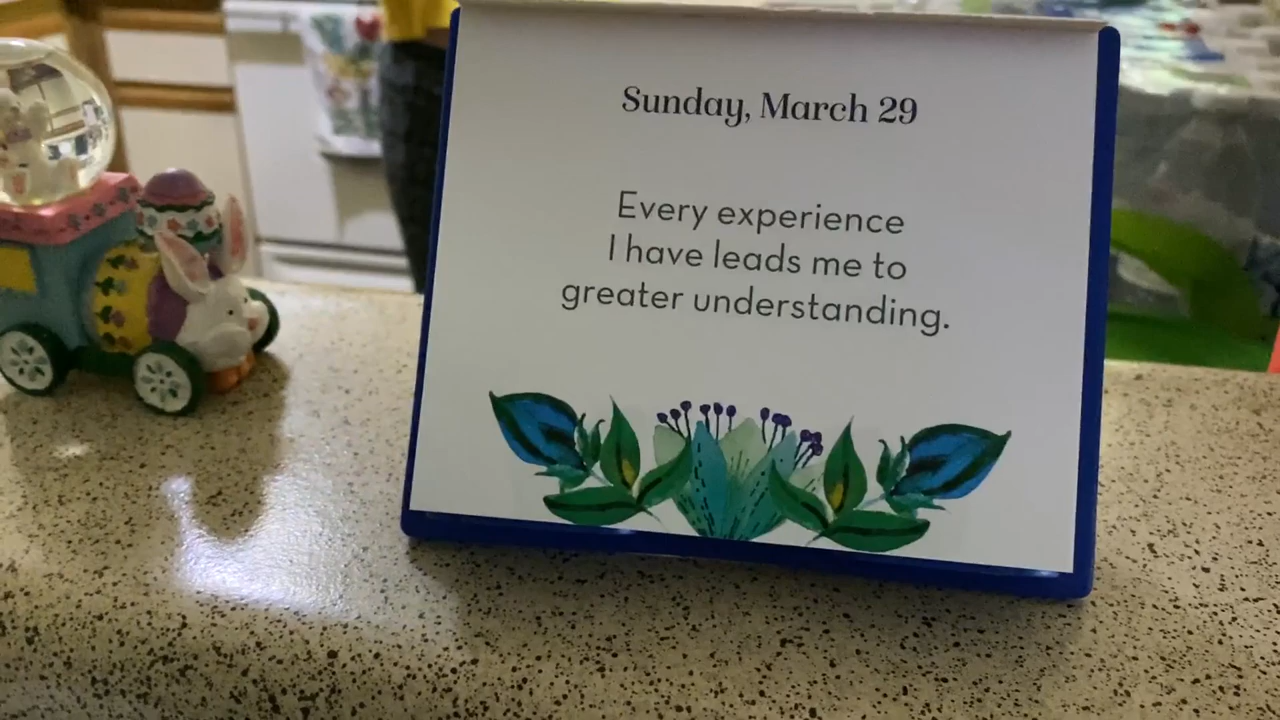 Sunday, March 29
Every experience
I have leads me to
greater understanding.